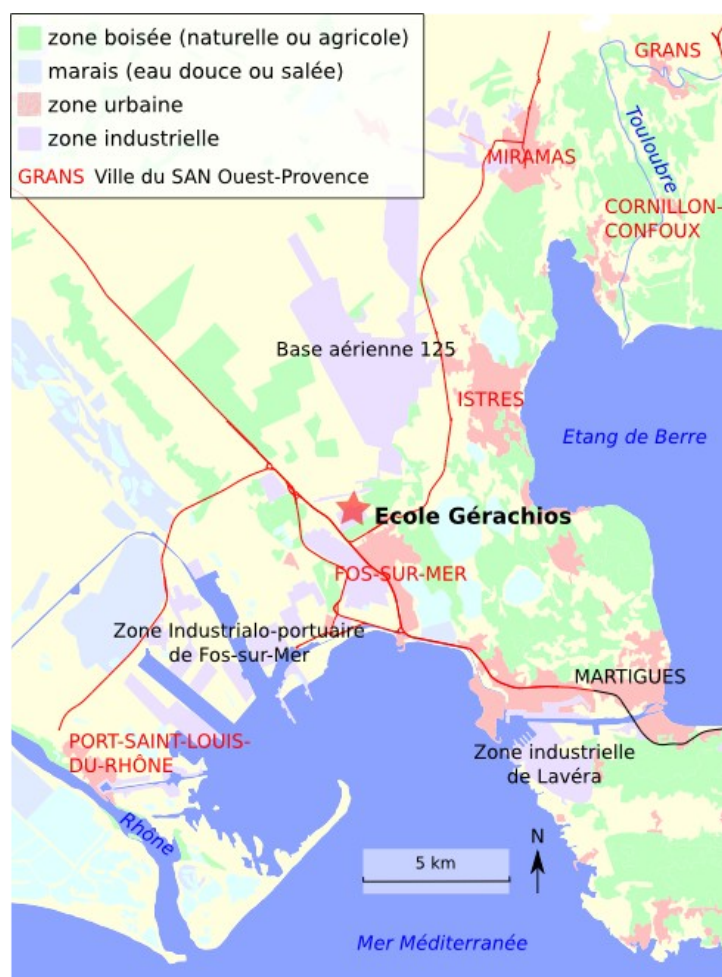 zone boisée (naturelle ou agricole)
marais (eau douce ou salée)
zone urbaine
zone industrielle
GRANS Ville du SAN Ouest-Provence
GRANS
Touloubre
MIRAMAS
CORNILLON-
CONFOUX
Base aérienne 125
ISTRES
Etang de Berre
Ecole Gérachios
FOS-SUR-MER
Zone Industrialo-portuaire
de Fos-sur-Mer
MARTIGUES
PORT-SAINT-LOUIS-
DU-RHÔNE
Zone industrielle
de Lavéra
Rhône
N
5 km
Mer Méditerranée